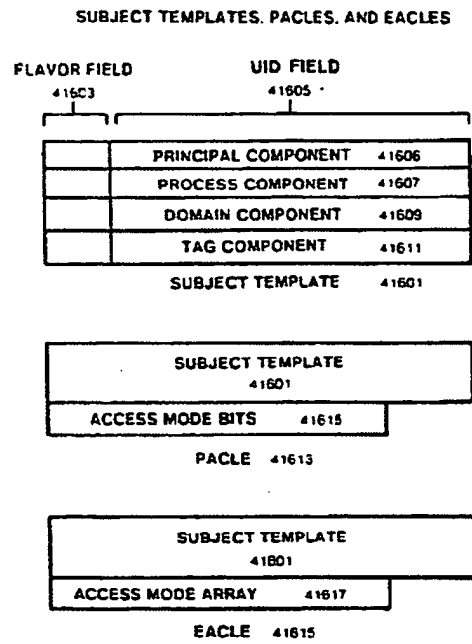 SUBJECT TEMPLATES, PACLES, AND EACLES
FLAVOR FIELD
41603
UID FIELD
41605
PRINCIPAL COMPONENT 41606
PROCESS COMPONENT 41607
DOMAIN COMPONENT 41609
TAG COMPONENT 41611
SUBJECT TEMPLATE 41601
SUBJECT TEMPLATE
41601
ACCESS MODE BITS 41615
PACLE 41613
SUBJECT TEMPLATE
41601
ACCESS MODE ARRAY 41617
EACLE 41615